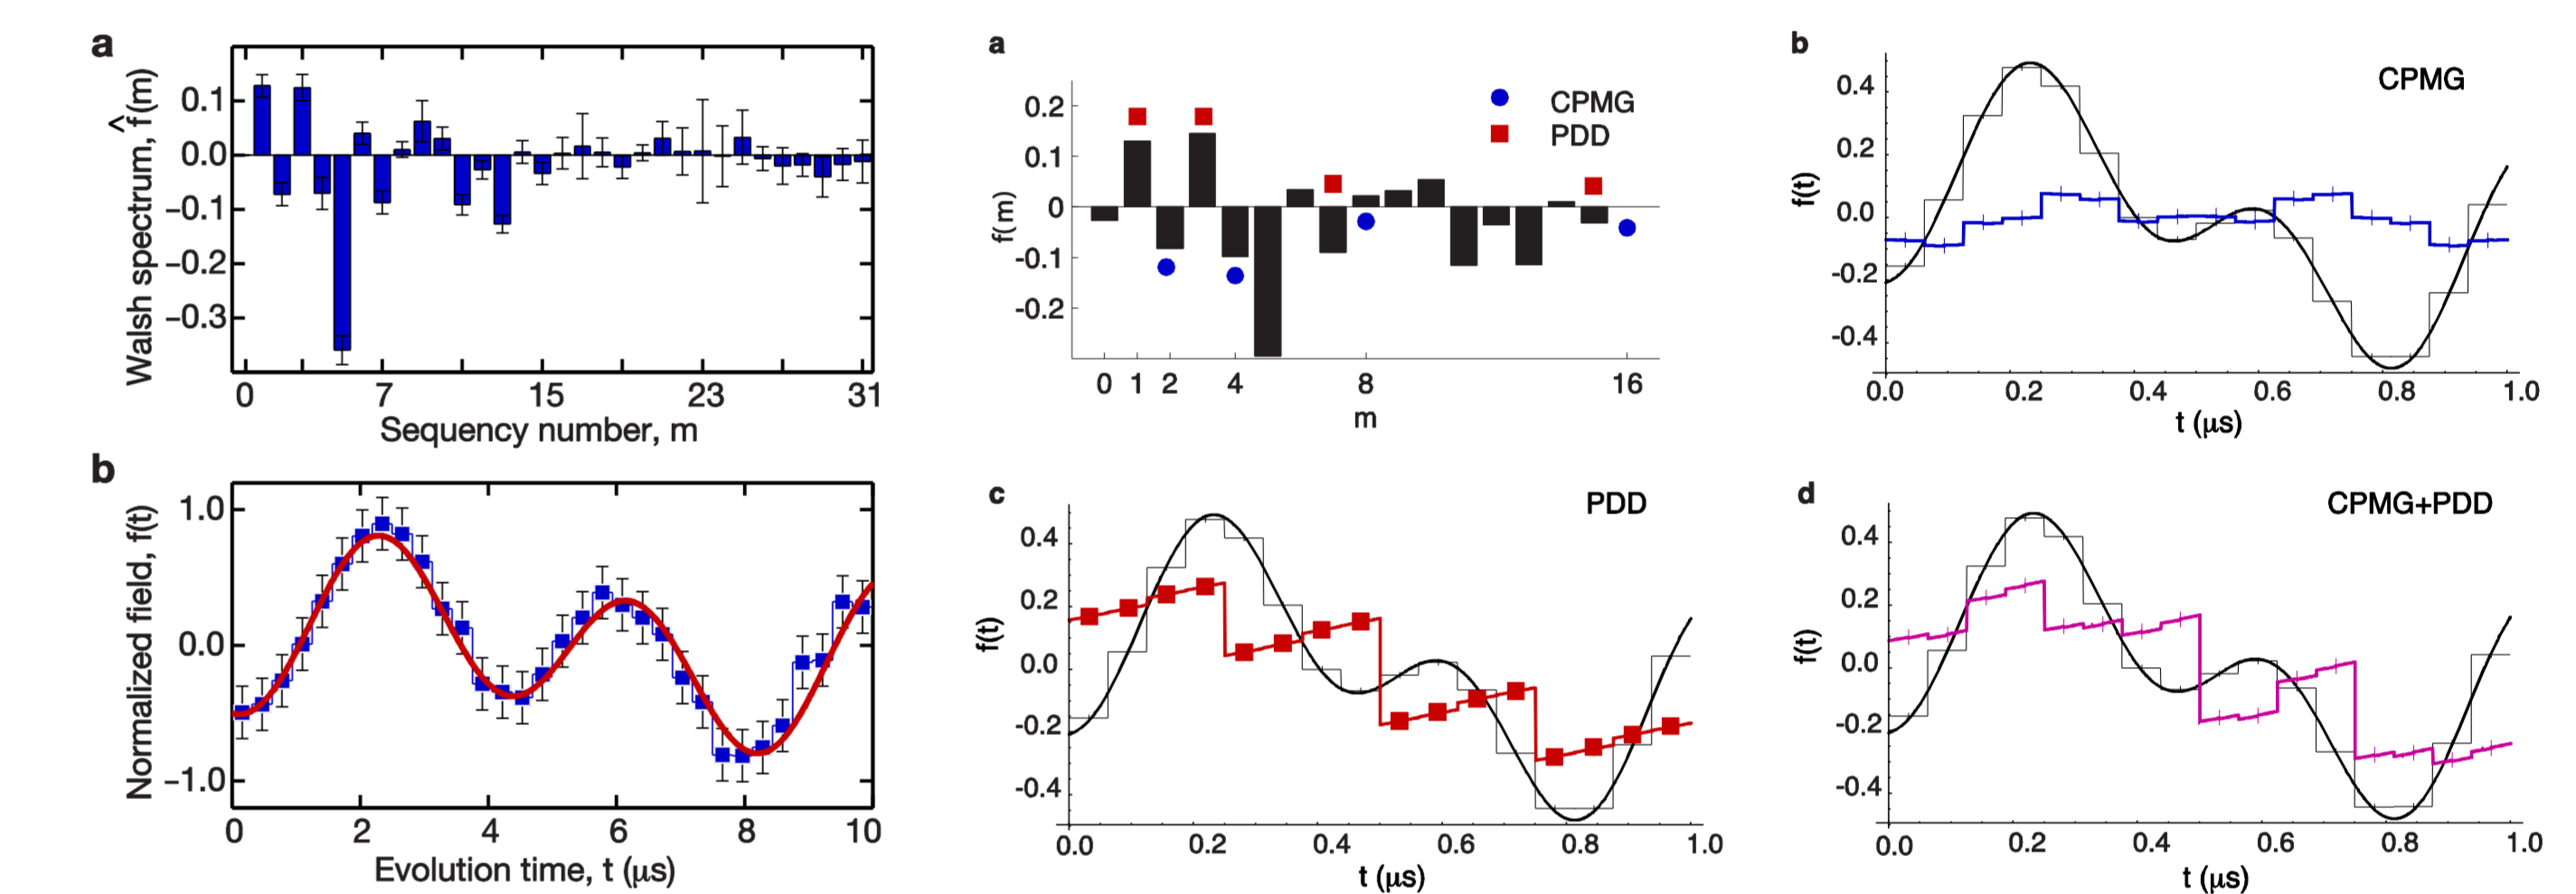 a
Walsh spectrum, f̂(m)
0.1
0.0
−0.1
−0.2
−0.3
0 7 15 23 31
Sequency number, m
b
Normalized field, f(t)
1.0
0.0
−1.0
0 2 4 6 8 10
Evolution time, t (μs)
a
CPMG
PDD
f(m)
0.2
0.1
0
-0.1
-0.2
0 1 2 4 8 16
m
b
CPMG
f(t)
0.4
0.2
0.0
-0.2
-0.4
0.0 0.2 0.4 0.6 0.8 1.0
t (μs)
c
PDD
f(t)
0.4
0.2
0.0
-0.2
-0.4
0.0 0.2 0.4 0.6 0.8 1.0
t (μs)
d
CPMG+PDD
f(t)
0.4
0.2
0.0
-0.2
-0.4
0.0 0.2 0.4 0.6 0.8 1.0
t (μs)